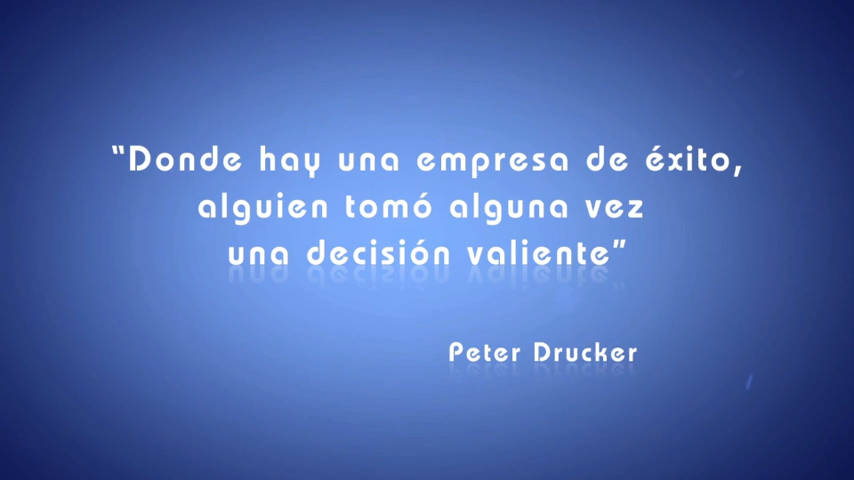 “Donde hay una empresa de éxito,
alguien tomó alguna vez
una decisión valiente”
Peter Drucker